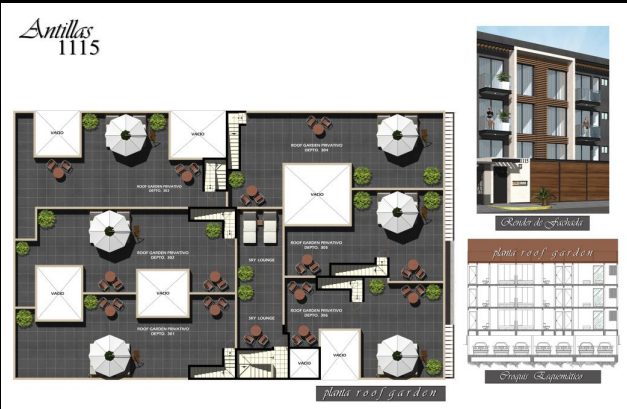 Antillas
1115
VACIO
VACIO
ROOF GARDEN PRIVATIVO
DEPTO. 304
1115
ROOF GARDEN PRIVATIVO
DEPTO. 303
VACIO
Render de Fachada
ROOF GARDEN PRIVATIVO
DEPTO. 302
SKY LOUNGE
ROOF GARDEN PRIVATIVO
DEPTO. 305
planta roof garden
VACIO
VACIO
ROOF GARDEN PRIVATIVO
DEPTO. 301
SKY LOUNGE
ROOF GARDEN PRIVATIVO
DEPTO. 306
VACIO
VACIO
Croquis Esquemático
planta roof garden